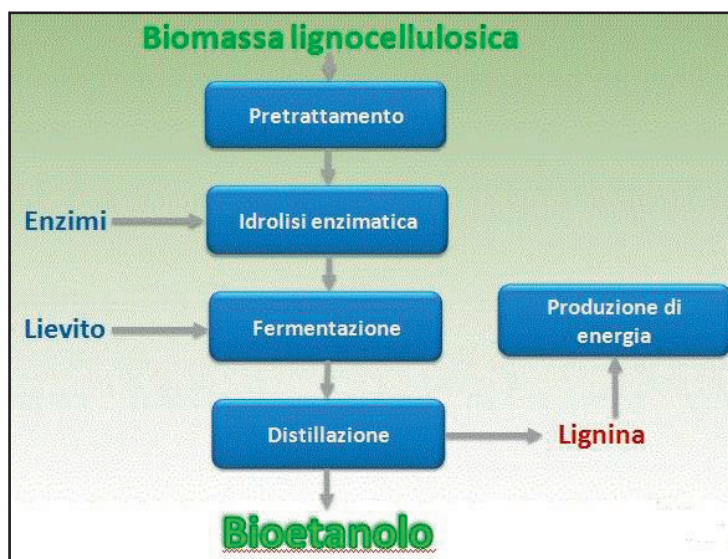 Biomassa lignocellulosica
Pretrattamento
Enzimi
Idrolisi enzimatica
Lievito
Fermentazione
Produzione di
energia
Distillazione
Lignina
Bioetanolo